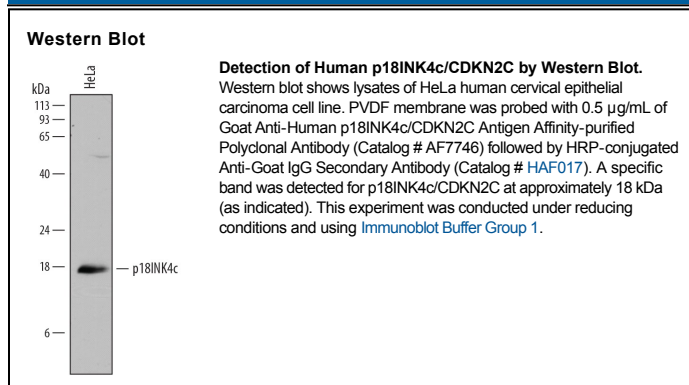 Western Blot
HeLa
kDa
113
93
65
40
24
18
6
p18INK4c
Detection of Human p18INK4c/CDKN2C by Western Blot.
Western blot shows lysates of HeLa human cervical epithelial
carcinoma cell line. PVDF membrane was probed with 0.5 µg/mL of
Goat Anti-Human p18INK4c/CDKN2C Antigen Affinity-purified
Polyclonal Antibody (Catalog # AF7746) followed by HRP-conjugated
Anti-Goat IgG Secondary Antibody (Catalog # HAF017). A specific
band was detected for p18INK4c/CDKN2C at approximately 18 kDa
(as indicated). This experiment was conducted under reducing
conditions and using Immunoblot Buffer Group 1.